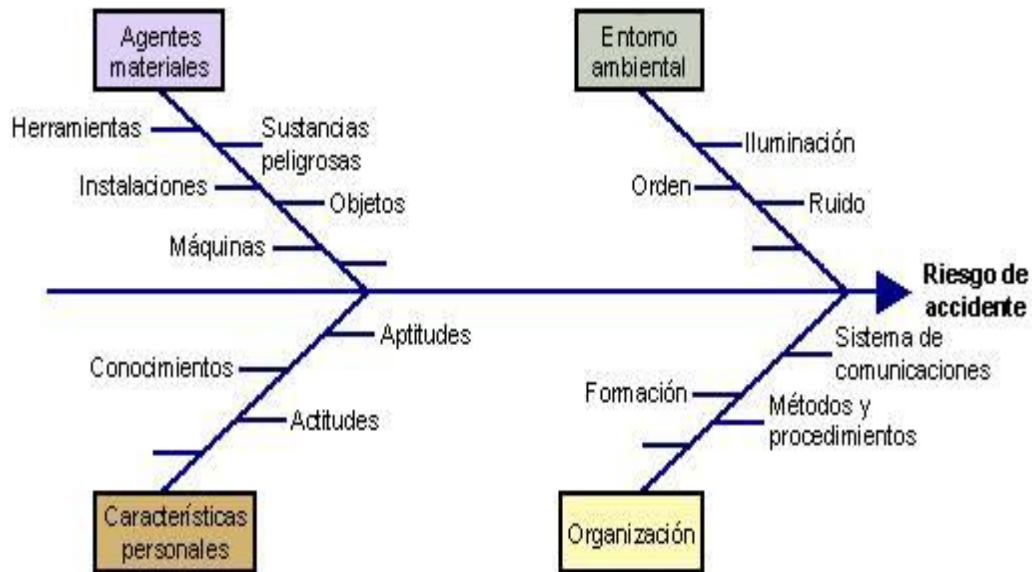 Agentes
materiales
Entorno
ambiental
Herramientas
Sustancias
peligrosas
Iluminación
Instalaciones
Orden
Objetos
Ruido
Máquinas
Riesgo de
accidente
Aptitudes
Sistema de
comunicaciones
Conocimientos
Formación
Métodos y
procedimientos
Actitudes
Características
personales
Organización